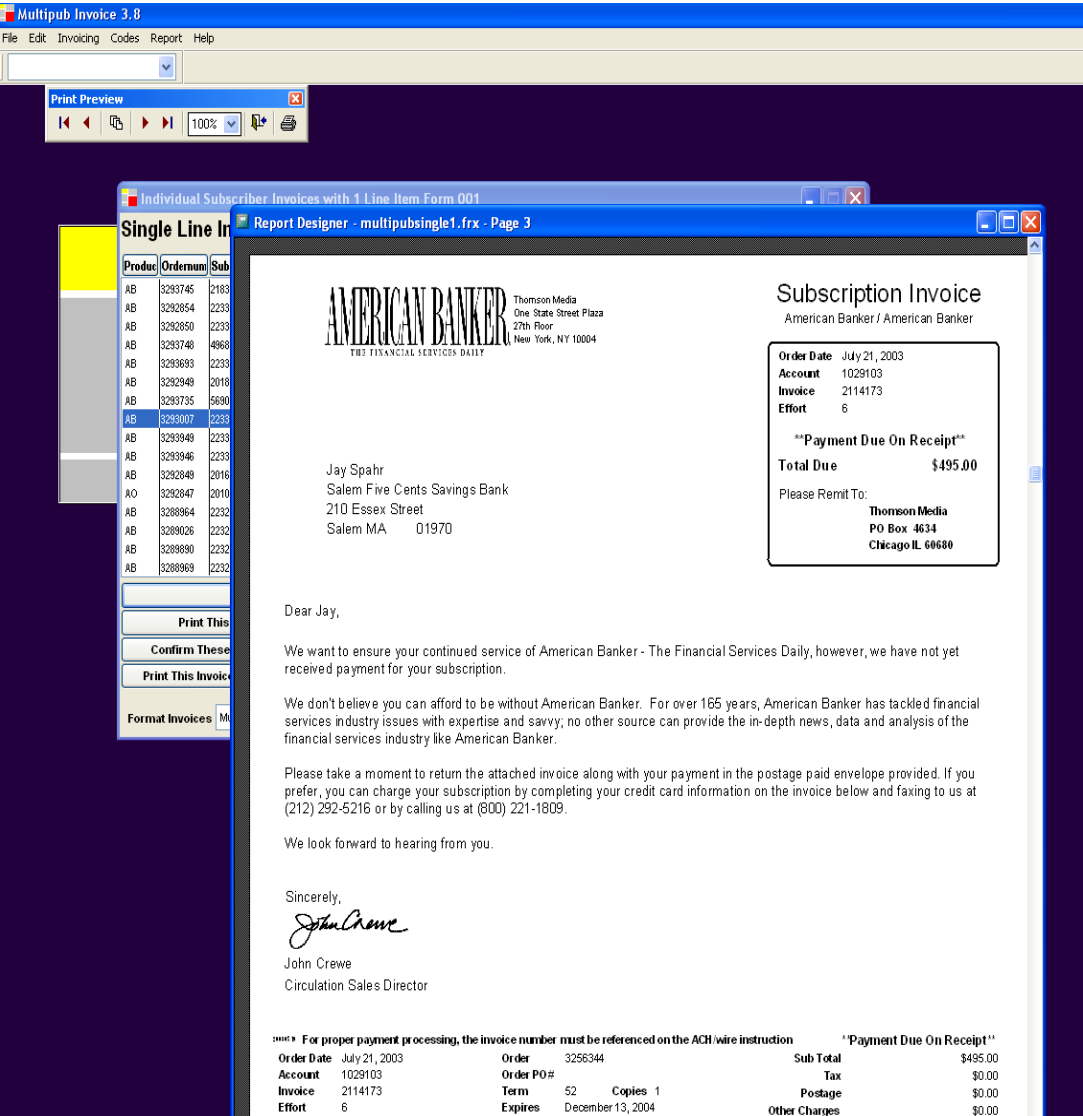 Multipub Invoice 3.8
File Edit Invoicing Codes Report Help
Print Preview
100%
Individual Subscriber Invoices with 1 Line Item Form 001
Single Line In
Produc Ordernum Sub
AB 3293745 2183
AB 3292854 2233
AB 3292850 2233
AB 3293748 4968
AB 3293693 2233
AB 3292949 2018
AB 3293735 5690
AB 3293007 2233
AB 3293949 2233
AB 3293946 2233
AB 3292849 2016
AO 3292847 2010
AB 3288964 2232
AB 3289026 2232
AB 3289890 2232
AB 3288969 2232
Print This
Confirm These
Print This Invoice
Format Invoices Mu
Report Designer - multipubsingle1.frx - Page 3
AMERICAN BANKER
THE FINANCIAL SERVICES DAILY
Thomson Media
One State Street Plaza
27th Floor
New York, NY 10004
Subscription Invoice
American Banker / American Banker
Order Date July 21, 2003
Account 1029103
Invoice 2114173
Effort 6
**Payment Due On Receipt**
Total Due $495.00
Please Remit To:
Thomson Media
PO Box 4634
Chicago IL 60680
Jay Spahr
Salem Five Cents Savings Bank
210 Essex Street
Salem MA 01970
Dear Jay,
We want to ensure your continued service of American Banker - The Financial Services Daily, however, we have not yet
received payment for your subscription.
We don't believe you can afford to be without American Banker. For over 165 years, American Banker has tackled financial
services industry issues with expertise and savvy; no other source can provide the in-depth news, data and analysis of the
financial services industry like American Banker.
Please take a moment to return the attached invoice along with your payment in the postage paid envelope provided. If you
prefer, you can charge your subscription by completing your credit card information on the invoice below and faxing to us at
(212) 292-5216 or by calling us at (800) 221-1809.
We look forward to hearing from you.
Sincerely,
John Crewe
John Crewe
Circulation Sales Director
For proper payment processing, the invoice number must be referenced on the ACH/wire instruction **Payment Due On Receipt**
Order Date July 21, 2003 Order 3256344 Sub Total $495.00
Account 1029103 Order PO# Tax $0.00
Invoice 2114173 Term 52 Copies 1 Postage $0.00
Effort 6 Expires December 13, 2004 Other Charges $0.00